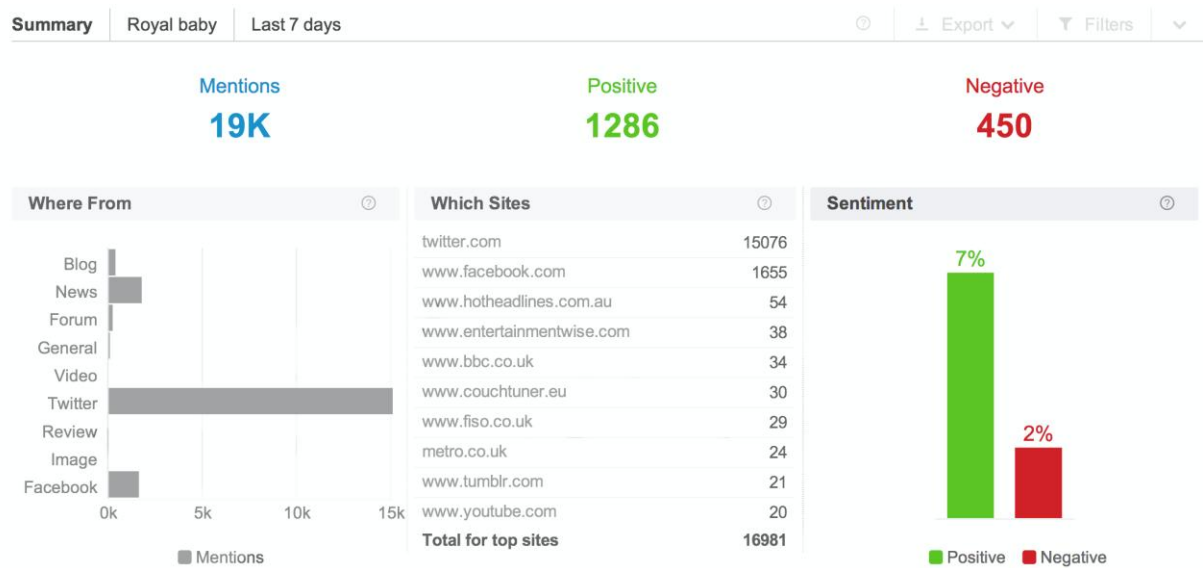 Summary Royal baby Last 7 days Export Filters
Mentions Positive Negative
19K 1286 450
Where From
Blog
News
Forum
General
Video
Twitter
Review
Image
Facebook
0k 5k 10k 15k
Mentions
Which Sites
twitter.com 15076
www.facebook.com 1655
www.hotheadlines.com.au 54
www.entertainmentwise.com 38
www.bbc.co.uk 34
www.couchtuner.eu 30
www.fiso.co.uk 29
metro.co.uk 24
www.tumblr.com 21
www.youtube.com 20
Total for top sites 16981
Sentiment
7%
2%
Positive Negative